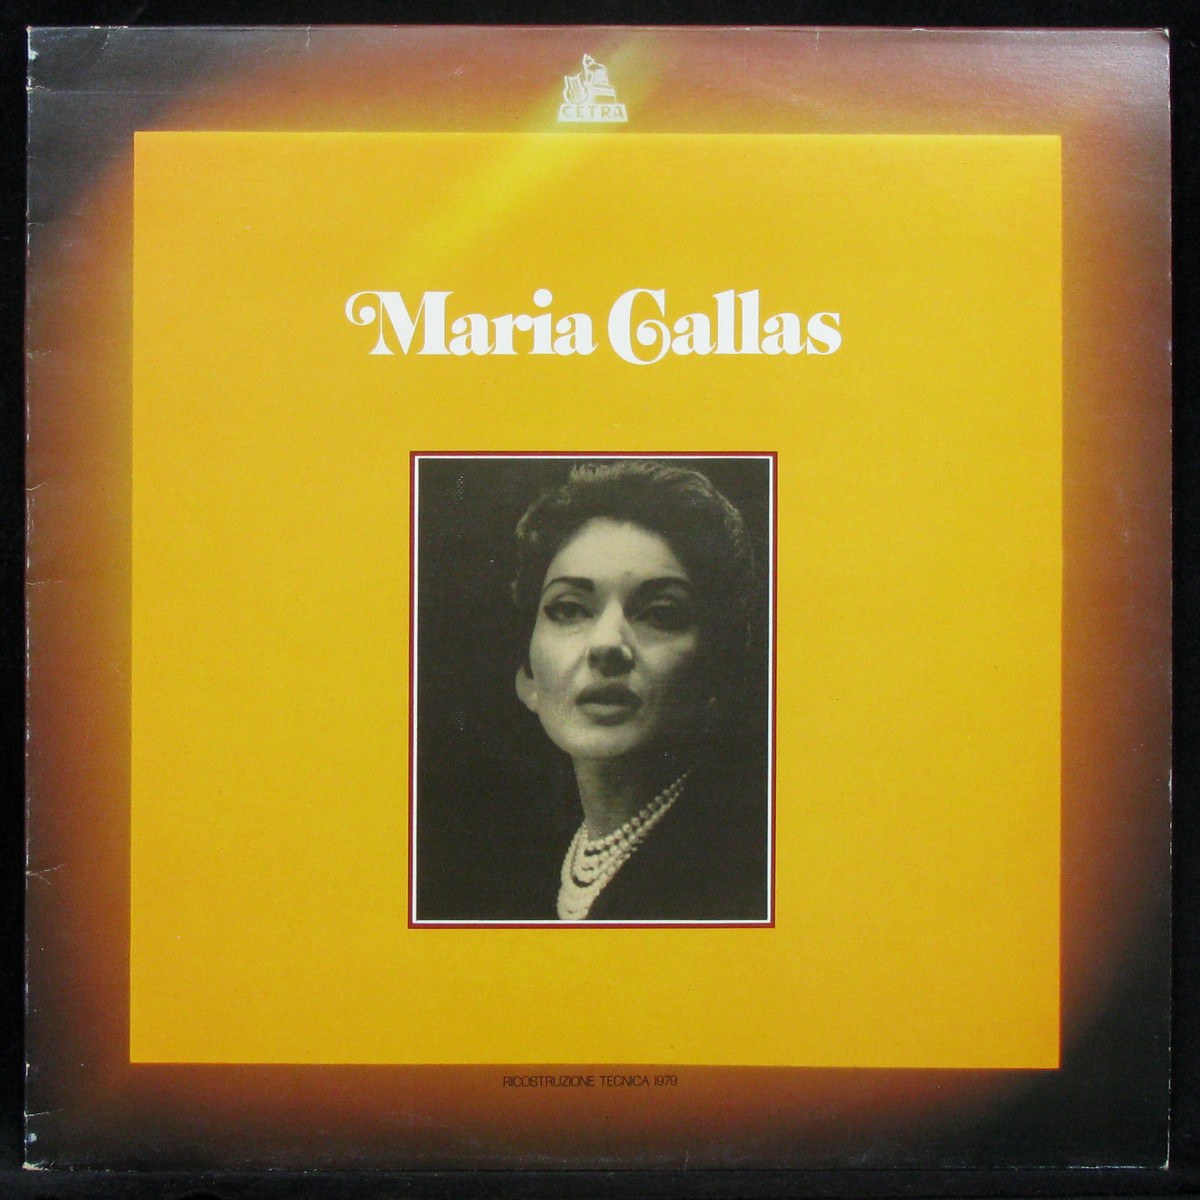 CETRA
Maria Callas
RICOSTRUZIONE TECNICA 1979